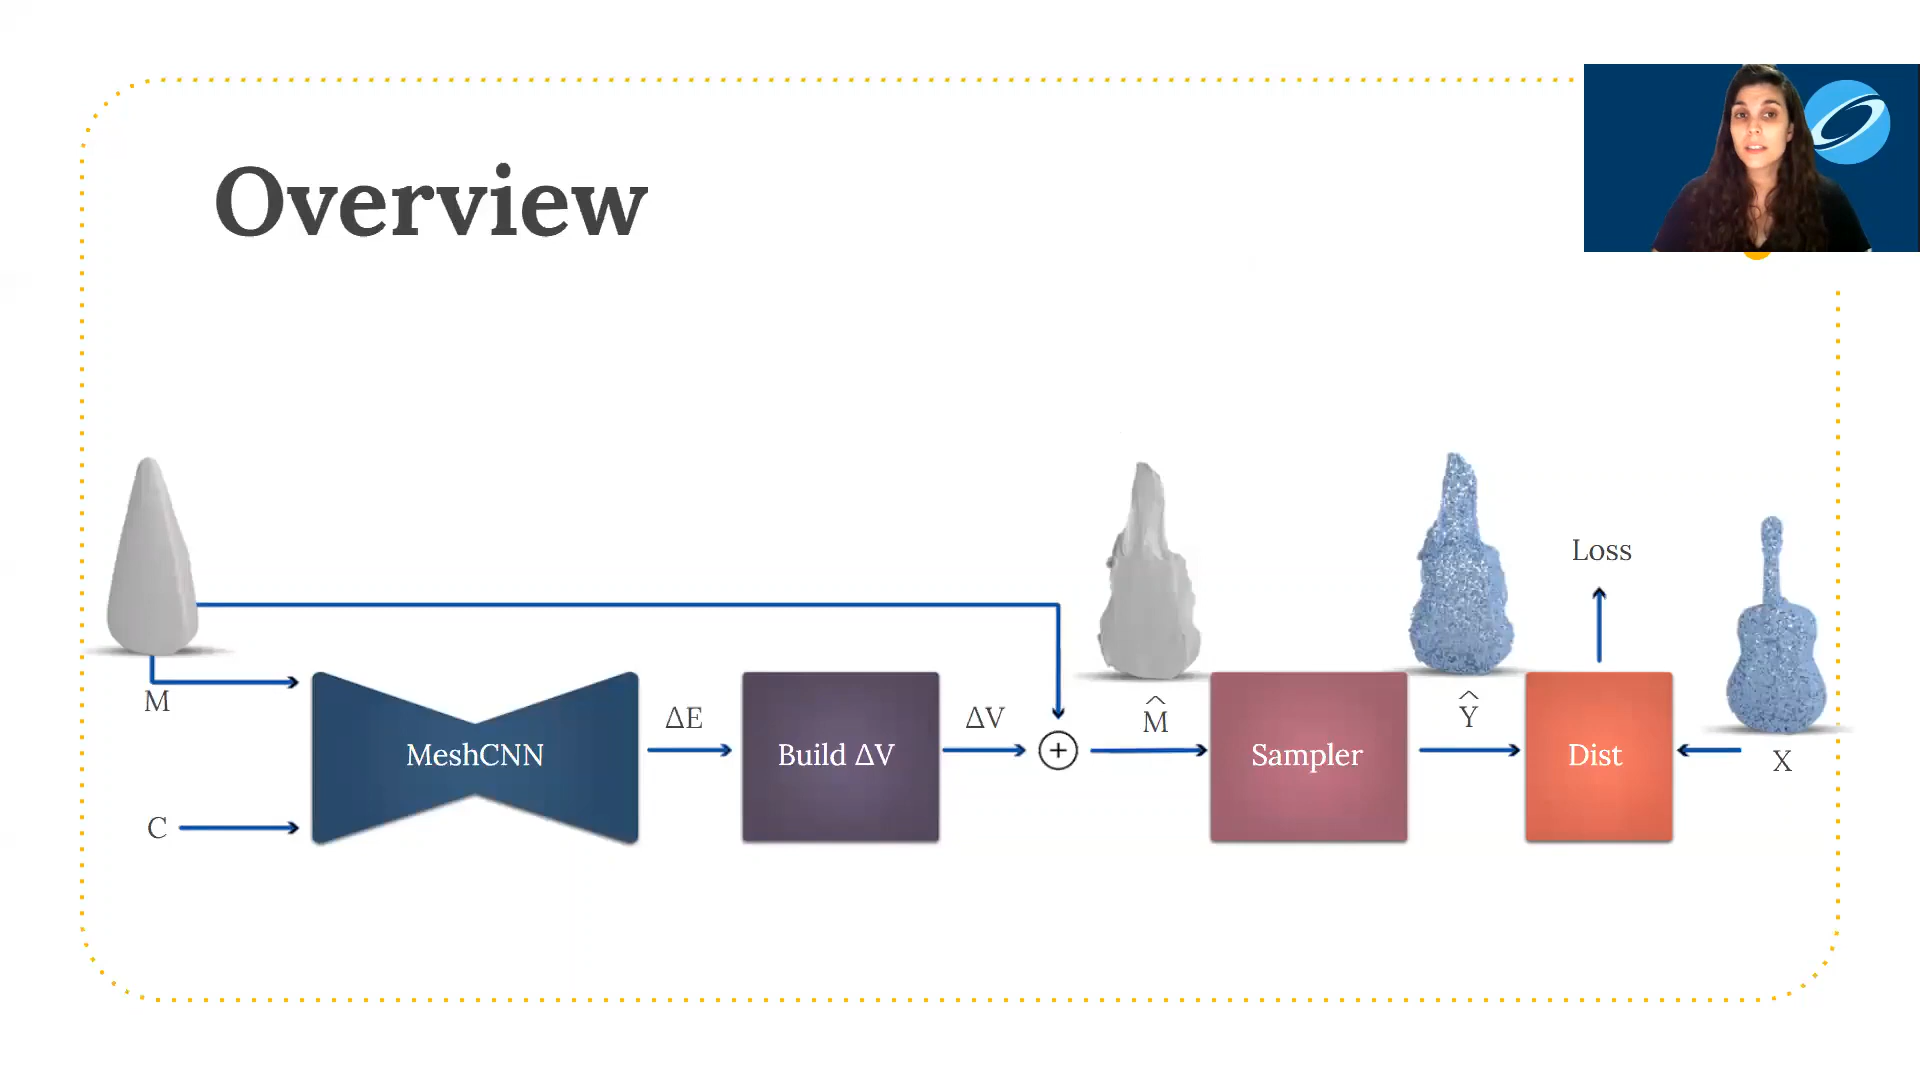 Overview
Loss
M
MeshCNN
ΔE
Build ΔV
ΔV
+
M̂
Sampler
Ŷ
Dist
X
C